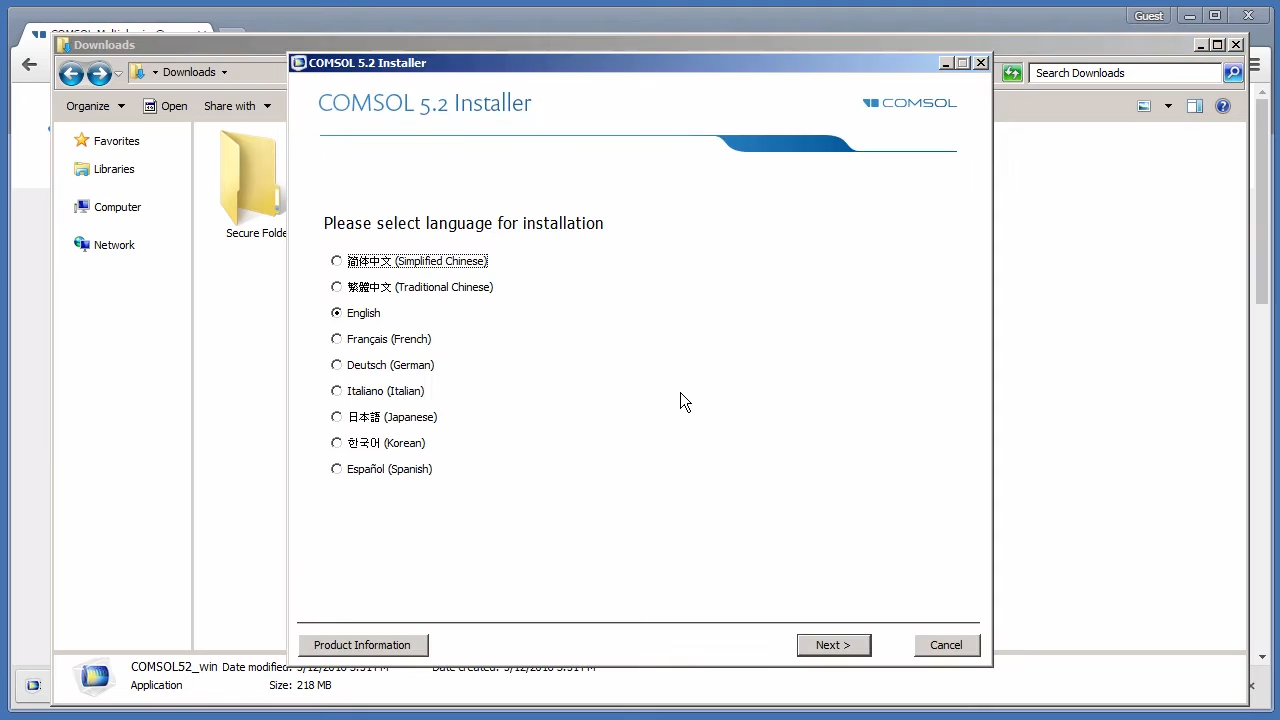 Guest
Downloads
COMSOL 5.2 Installer
Downloads
Search Downloads
COMSOL 5.2 Installer
COMSOL
Organize
Open
Share with
Favorites
Libraries
Computer
Network
Secure Folde
Please select language for installation
简体中文 (Simplified Chinese)
繁體中文 (Traditional Chinese)
English
Français (French)
Deutsch (German)
Italiano (Italian)
日本語 (Japanese)
한국어 (Korean)
Español (Spanish)
Product Information
Next >
Cancel
COMSOL52_win Date modified:
Application
Size: 218 MB